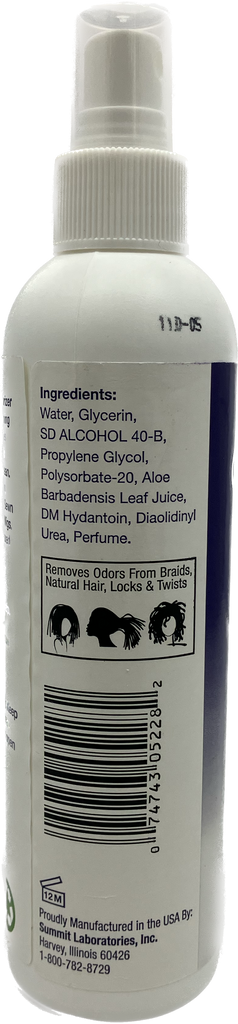 11D-05
Ingredients:
Water, Glycerin,
SD ALCOHOL 40-B,
Propylene Glycol,
Polysorbate-20, Aloe
Barbadensis Leaf Juice,
DM Hydantoin, Diaolidinyl
Urea, Perfume.
Removes Odors From Braids,
Natural Hair, Locks & Twists
0 74743 05228 2
12M
Proudly Manufactured in the USA By:
Summit Laboratories, Inc.
Harvey, Illinois 60426
1-800-782-8729